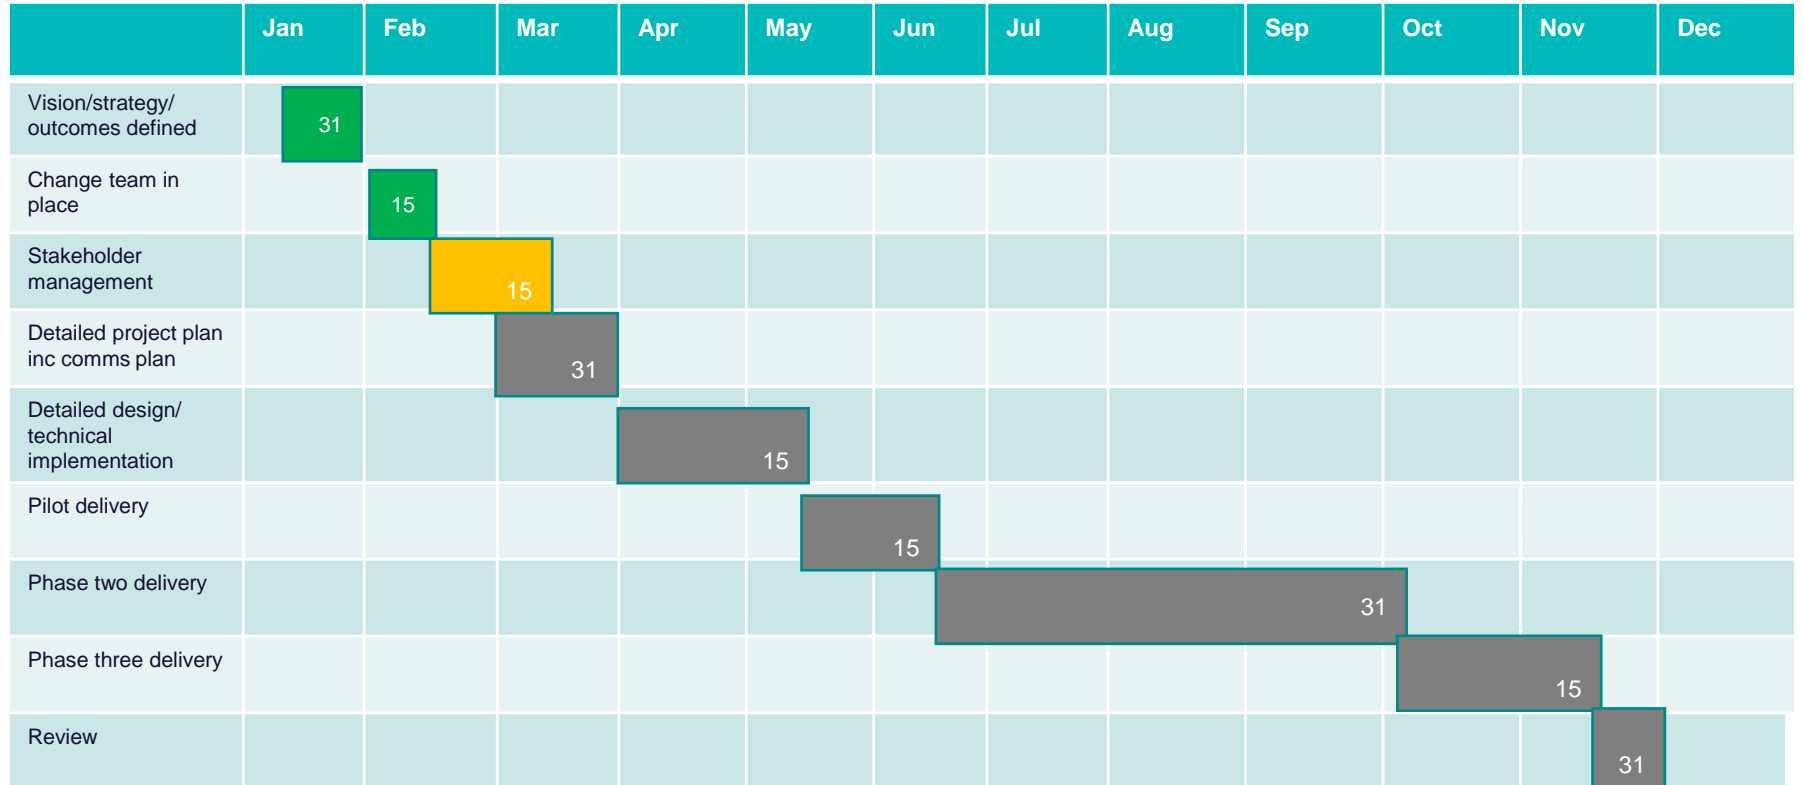 Jan Feb Mar Apr May Jun Jul Aug Sep Oct Nov Dec
Vision/strategy/
outcomes defined
31
Change team in
place
15
Stakeholder
management
15
Detailed project plan
inc comms plan
31
Detailed design/
technical
implementation
15
Pilot delivery
15
Phase two delivery
31
Phase three delivery
15
Review
31